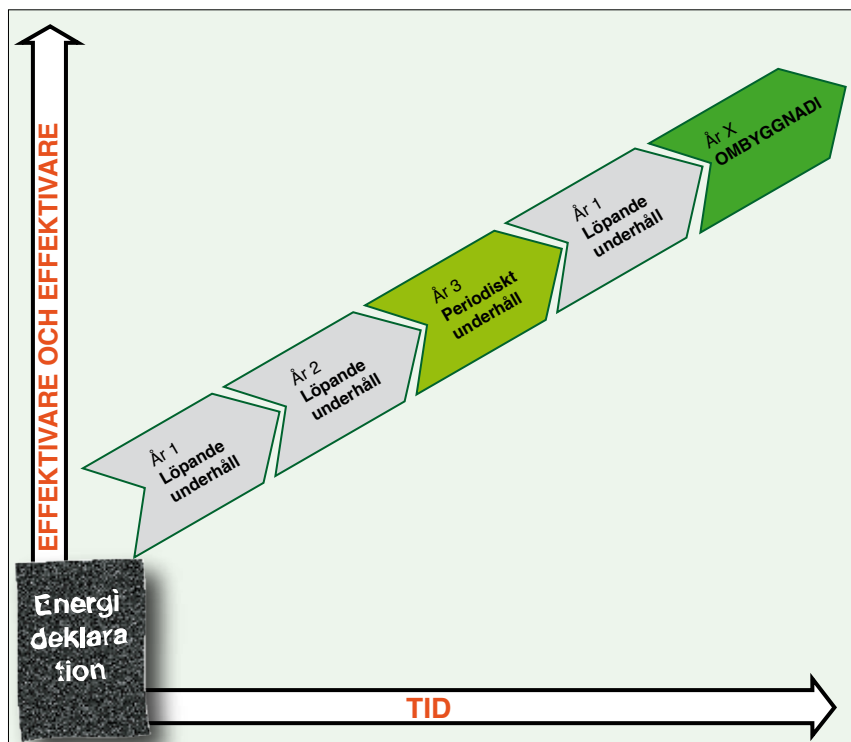 EFFEKTIVARE OCH EFFEKTIVARE
År 1
Löpande
underhåll
År 2
Löpande
underhåll
År 3
Periodiskt
underhåll
År 1
Löpande
underhåll
År X
OMBYGGNADI
Energi
deklara
tion
TID